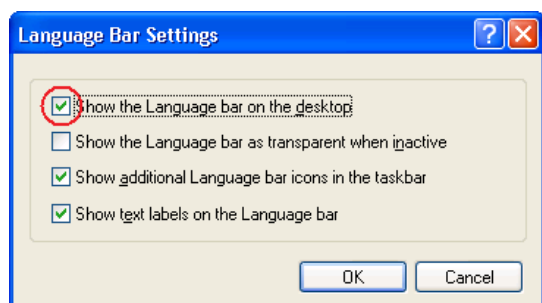 Language Bar Settings
Show the Language bar on the desktop
Show the Language bar as transparent when inactive
Show additional Language bar icons in the taskbar
Show text labels on the Language bar
OK Cancel